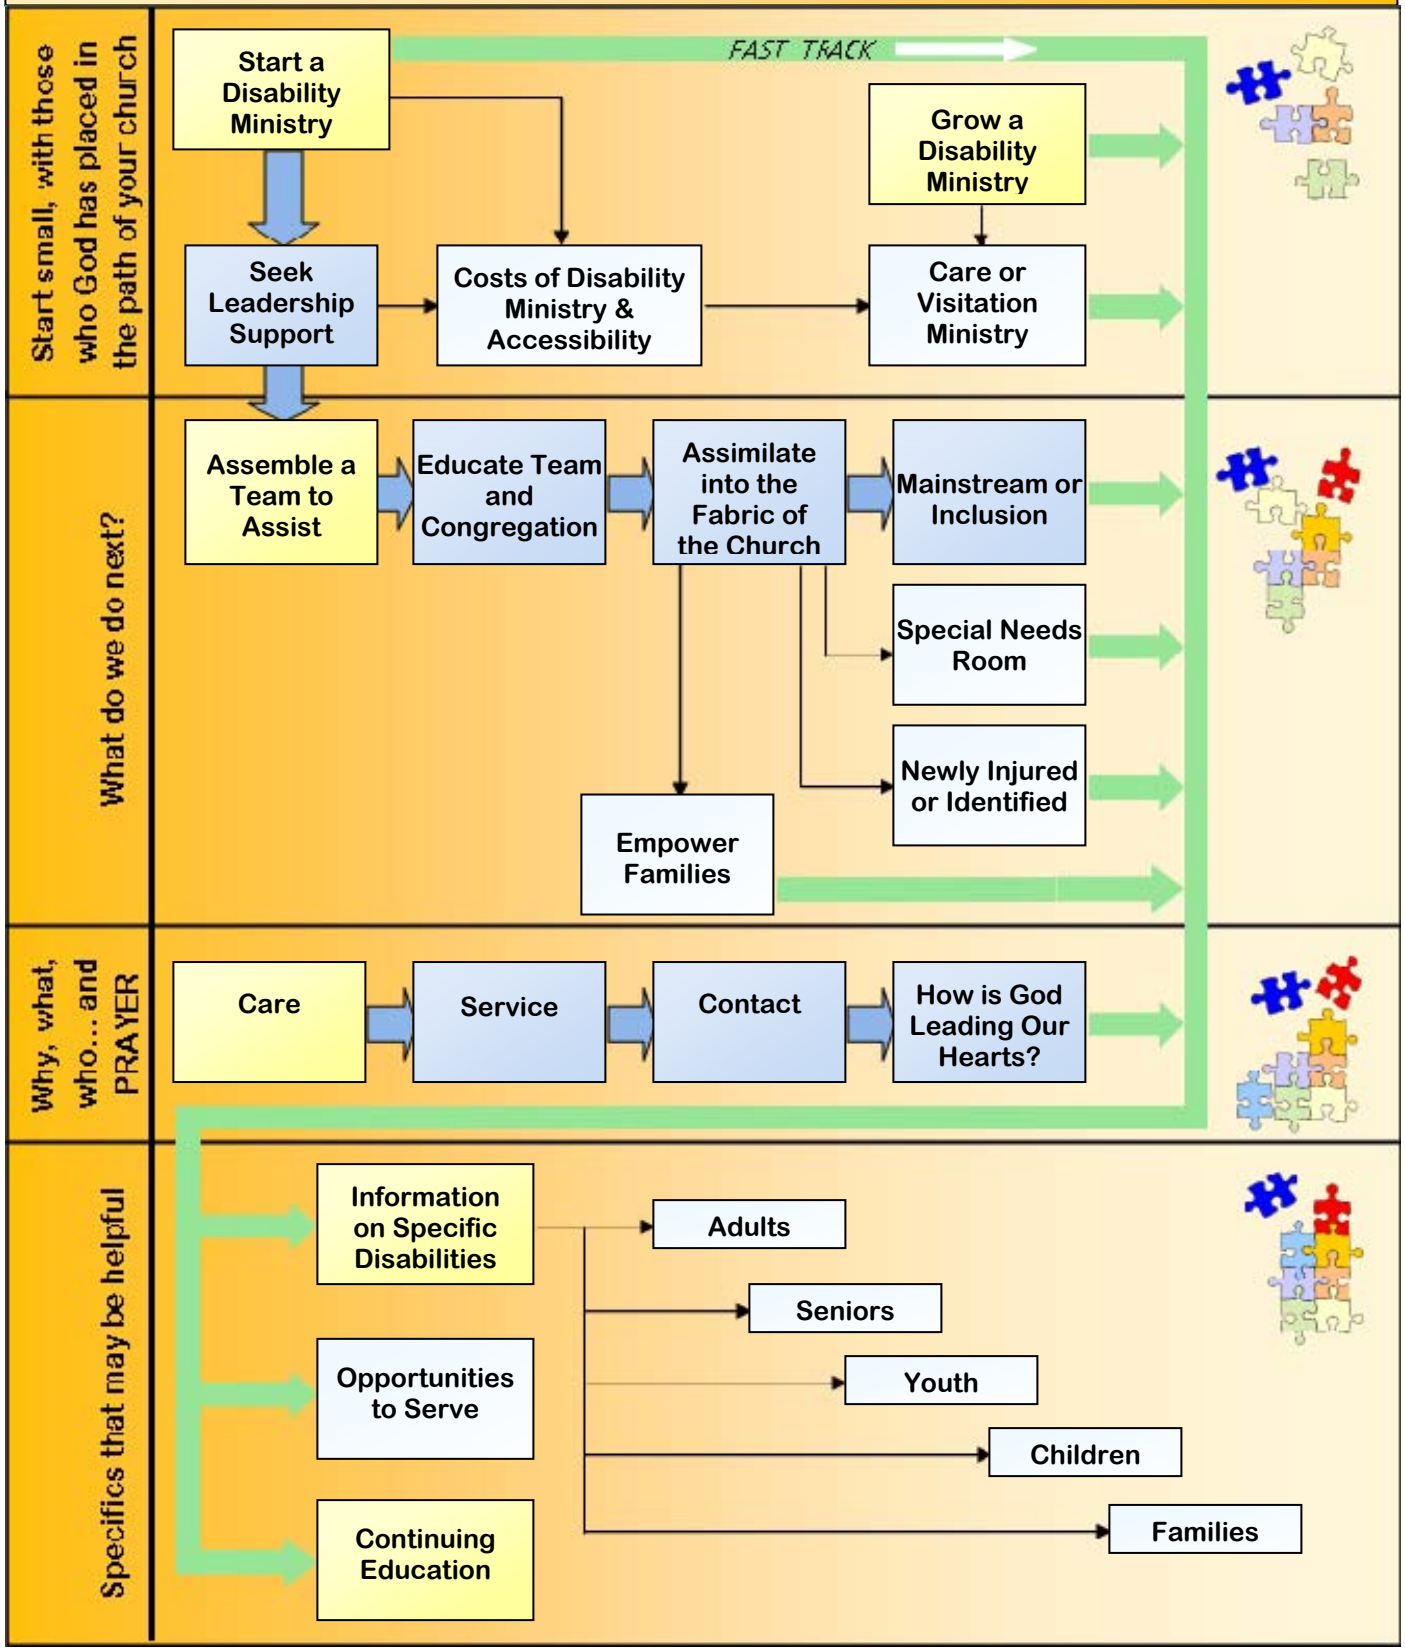 Start small, with those
who God has placed in
the path of your church
FAST TRACK
Start a
Disability
Ministry
Grow a
Disability
Ministry
Seek
Leadership
Support
Costs of Disability
Ministry &
Accessibility
Care or
Visitation
Ministry
What do we do next?
Assemble a
Team to
Assist
Educate Team
and
Congregation
Assimilate
into the
Fabric of
the Church
Mainstream or
Inclusion
Special Needs
Room
Newly Injured
or Identified
Empower
Families
Why, what,
who... and
PRAYER
Care
Service
Contact
How is God
Leading Our
Hearts?
Specifics that may be helpful
Information
on Specific
Disabilities
Adults
Seniors
Opportunities
to Serve
Youth
Children
Continuing
Education
Families